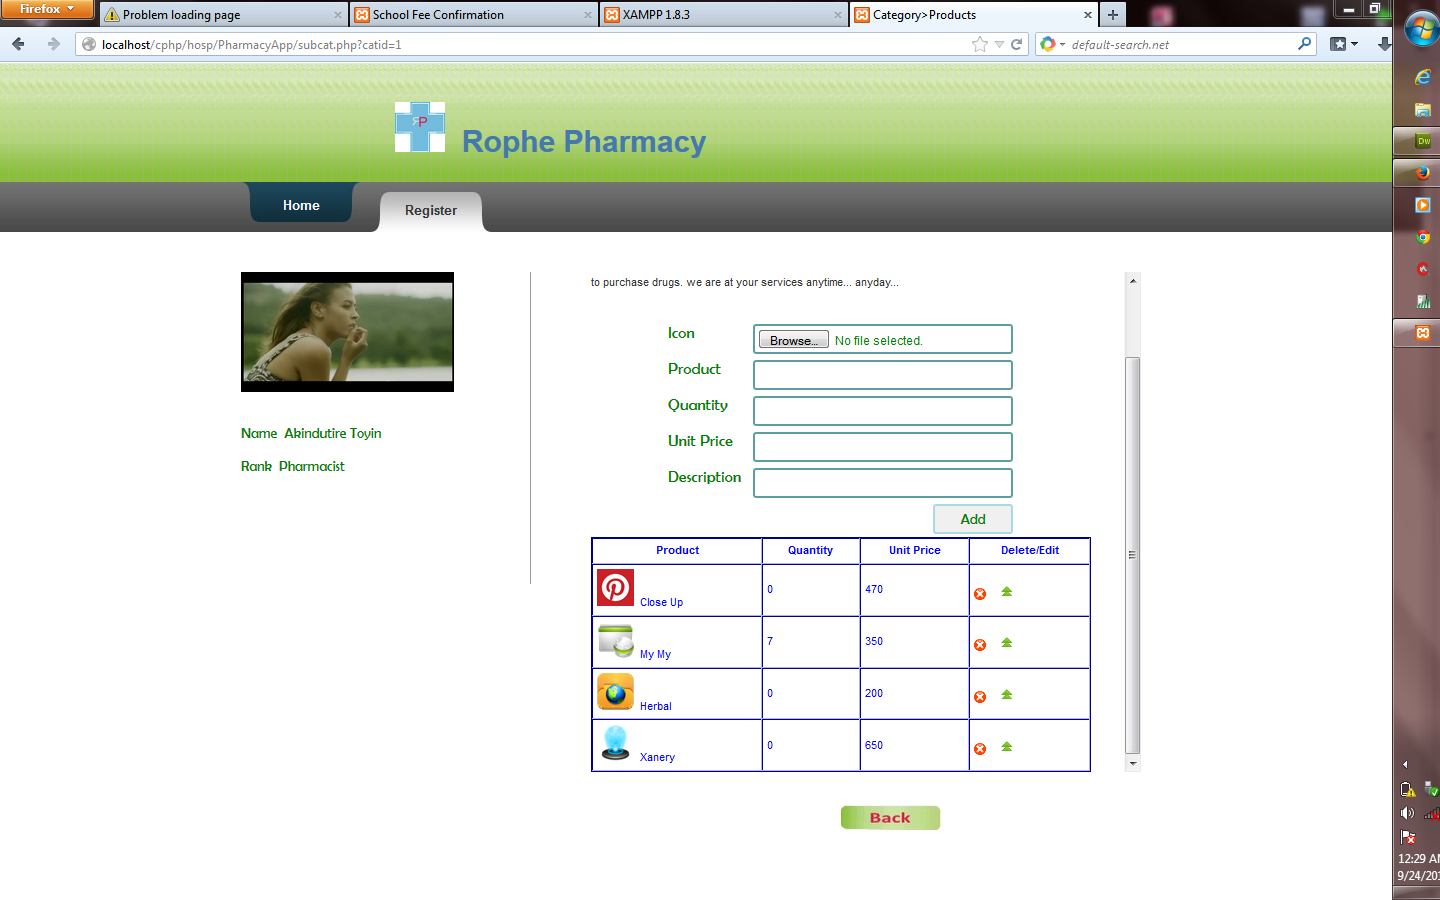 Firefox
Problem loading page
School Fee Confirmation
XAMPP 1.8.3
Category>Products
localhost/cphp/hosp/PharmacyApp/subcat.php?catid=1
default-search.net
RP
Rophe Pharmacy
Home
Register
to purchase drugs. we are at your services anytime... anyday...
Name Akindutire Toyin
Rank Pharmacist
Icon
Browse... No file selected.
Product
Quantity
Unit Price
Description
Add
Product Quantity Unit Price Delete/Edit
Close Up 0 470
My My 7 350
Herbal 0 200
Xanery 0 650
Back
Dw
12:29 A
9/24/201